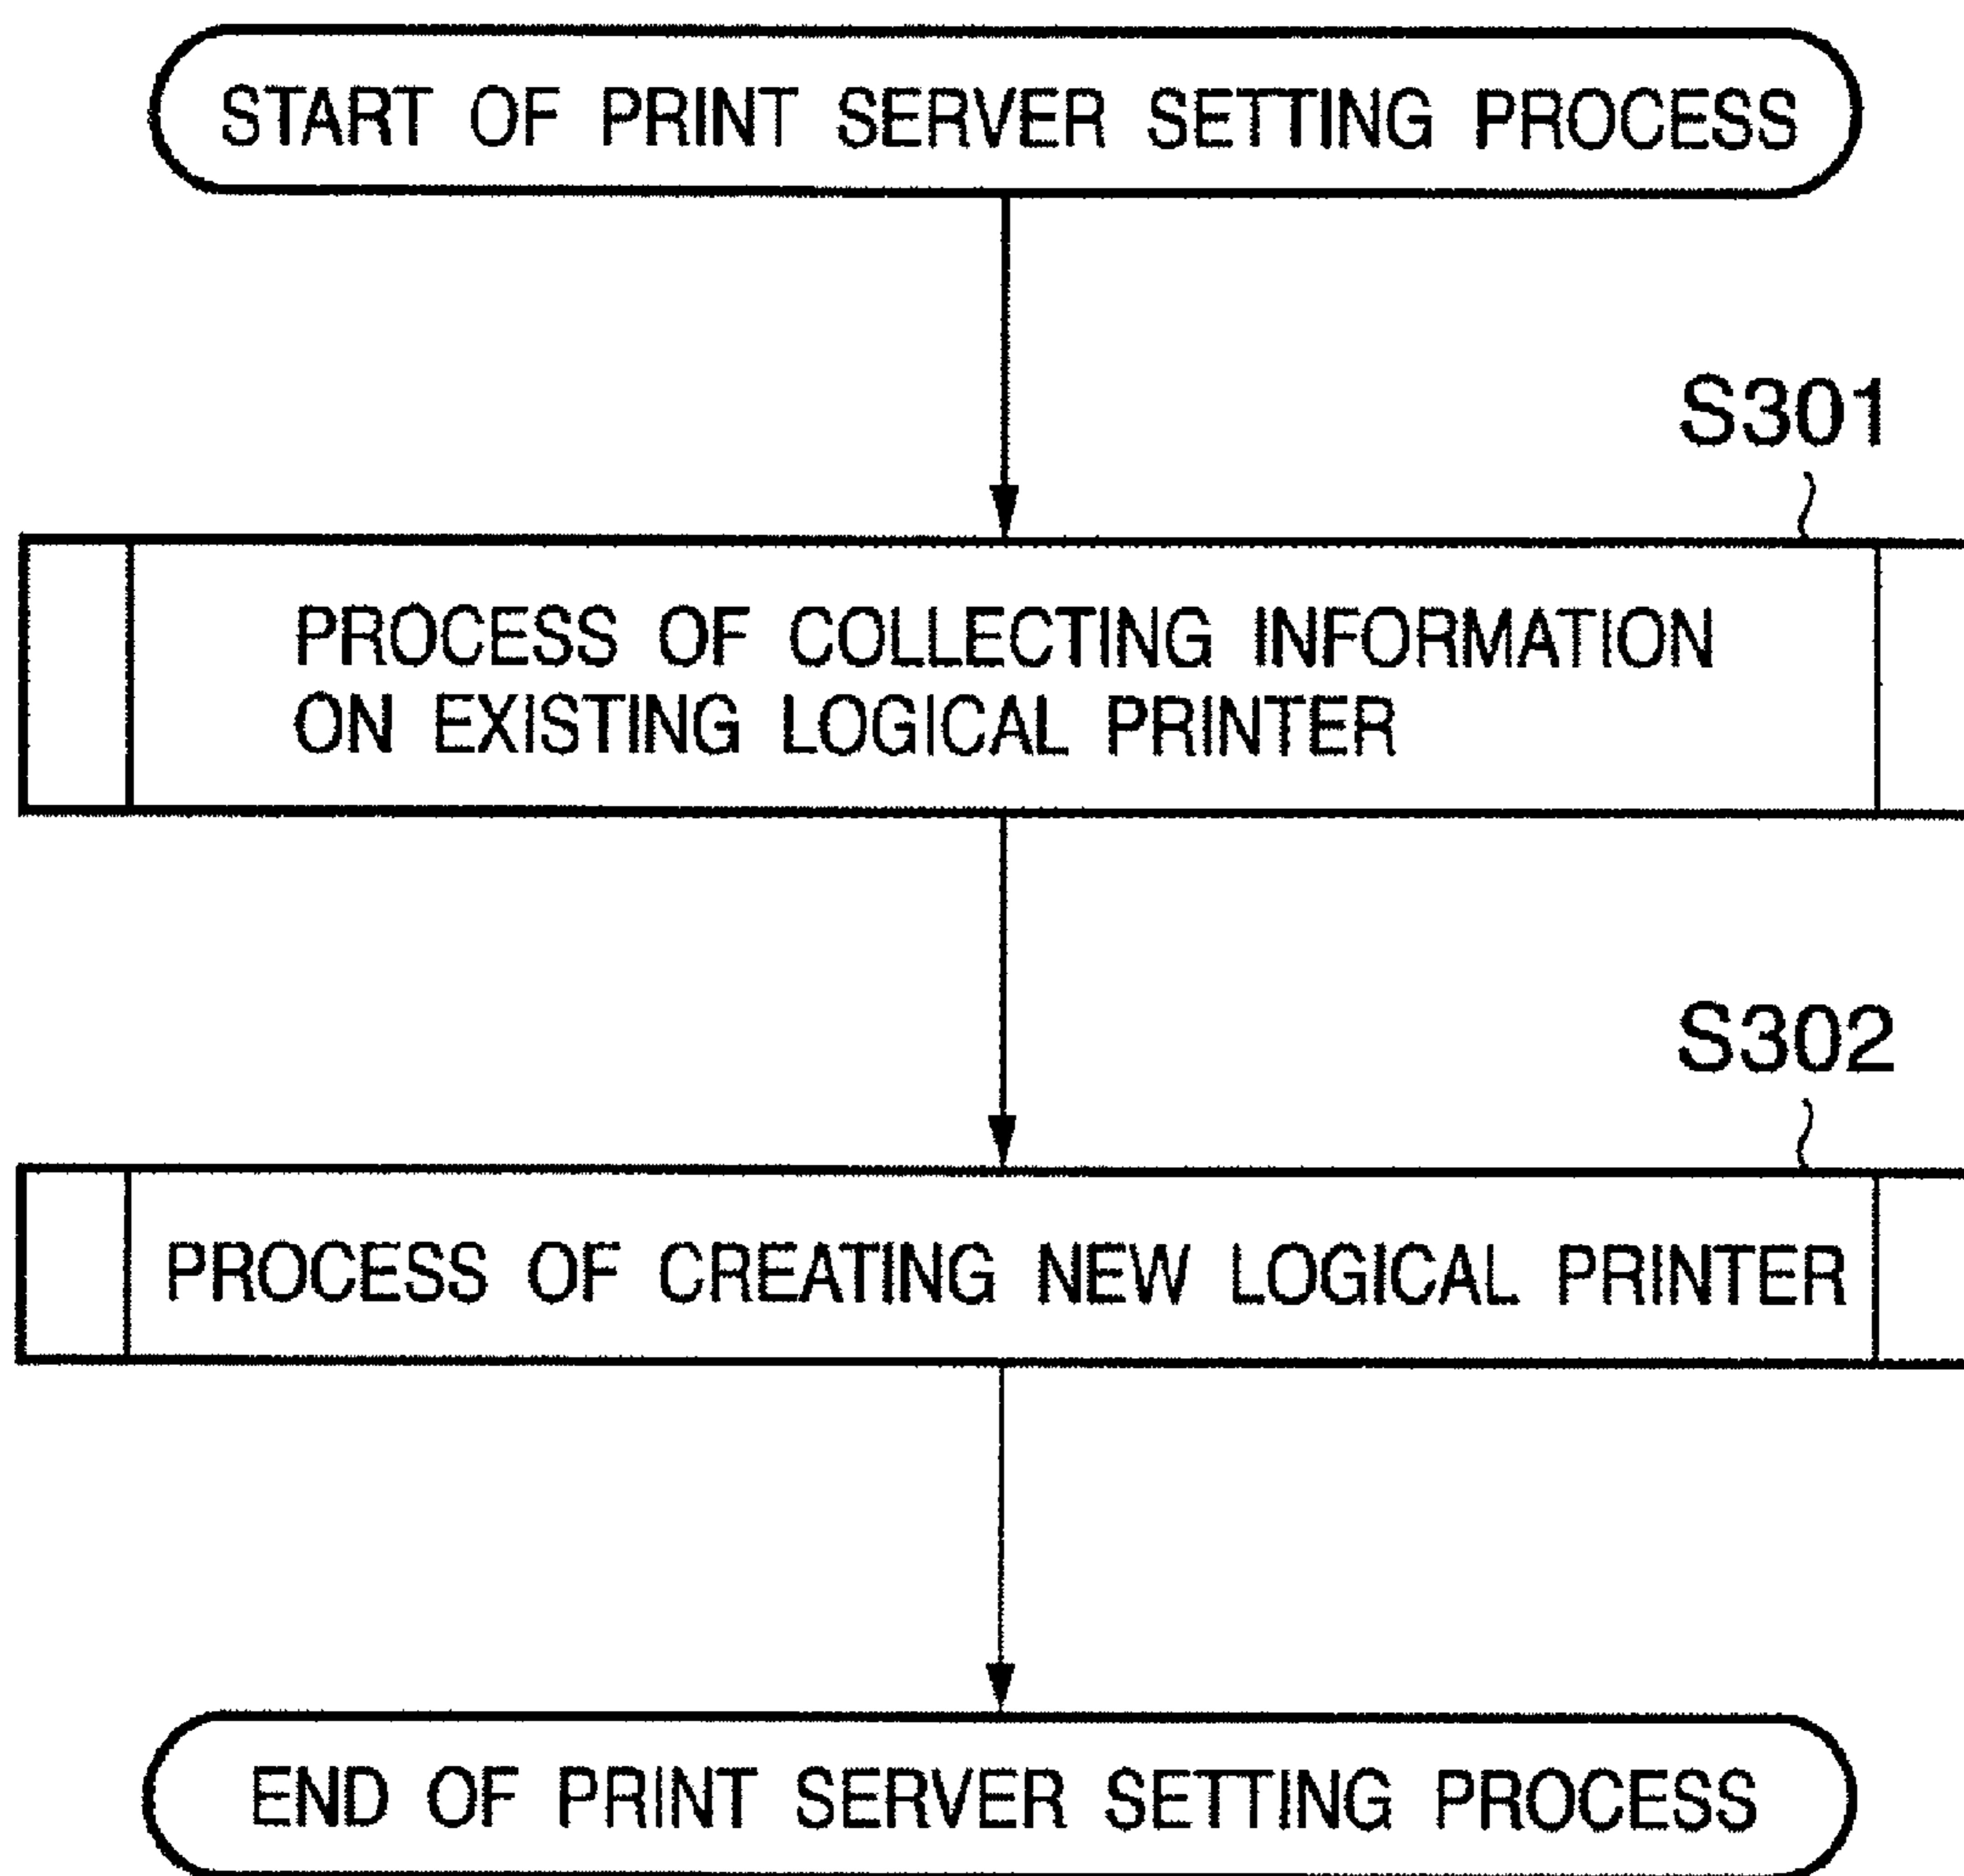 START OF PRINT SERVER SETTING PROCESS
S301
PROCESS OF COLLECTING INFORMATION
ON EXISTING LOGICAL PRINTER
S302
PROCESS OF CREATING NEW LOGICAL PRINTER
END OF PRINT SERVER SETTING PROCESS